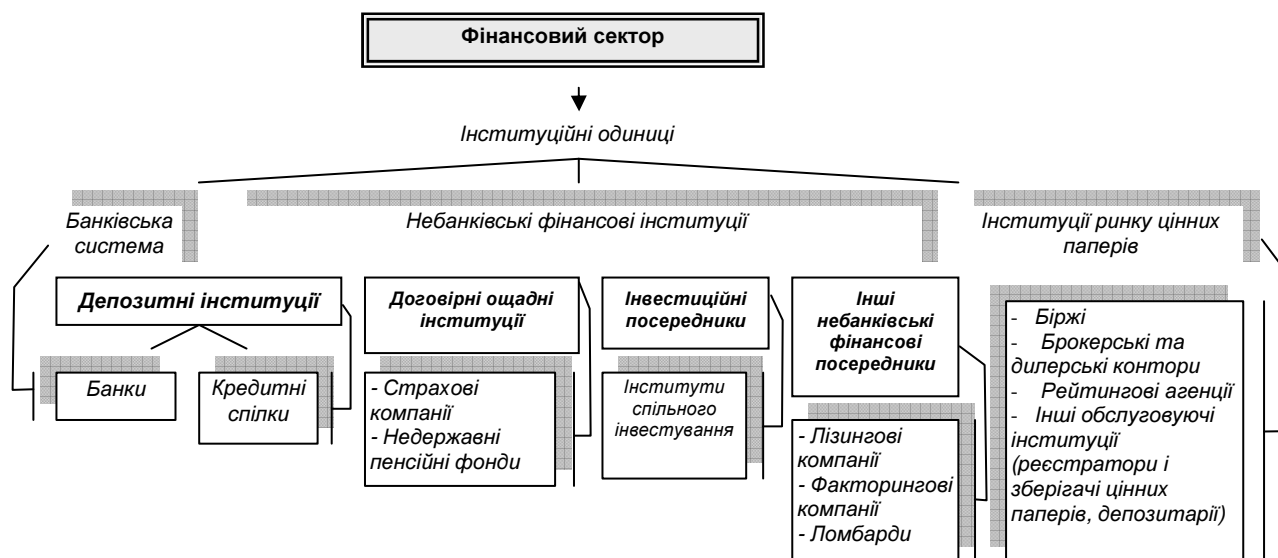 Фінансовий сектор
Інституційні одиниці
Банківська
система
Небанківські фінансові інституції
Інституції ринку цінних
паперів
Депозитні інституції
Банки
Кредитні
спілки
Договірні ощадні
інституції
- Страхові
компанії
- Недержавні
пенсійні фонди
Інвестиційні
посередники
Інститути
спільного
інвестування
Інші
небанківські
фінансові
посередники
- Лізингові
компанії
- Факторингові
компанії
- Ломбарди
- Біржі
- Брокерські та
дилерські контори
- Рейтингові агенції
- Інші обслуговуючі
інституції
(реєстратори і
зберігачі цінних
паперів, депозитарії)